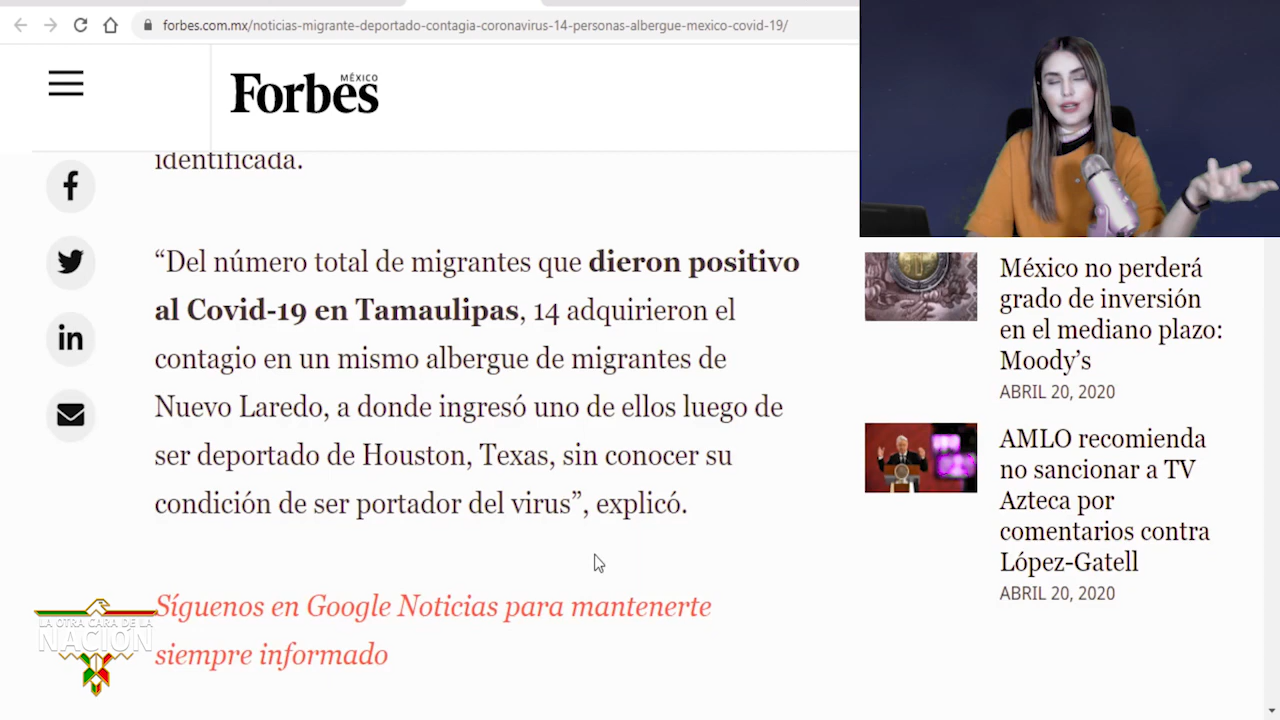 forbes.com.mx/noticias-migrante-deportado-contagia-coronavirus-14-personas-albergue-mexico-covid-19/
Forbes
MÉXICO
identificada.
“Del número total de migrantes que dieron positivo
al Covid-19 en Tamaulipas, 14 adquirieron el
contagio en un mismo albergue de migrantes de
Nuevo Laredo, a donde ingresó uno de ellos luego de
ser deportado de Houston, Texas, sin conocer su
condición de ser portador del virus”, explicó.
Síguenos en Google Noticias para mantenerte
siempre informado
México no perderá
grado de inversión
en el mediano plazo:
Moody’s
ABRIL 20, 2020
AMLO recomienda
no sancionar a TV
Azteca por
comentarios contra
López-Gatell
ABRIL 20, 2020
LA OTRA CARA DE LA
NACIÓN